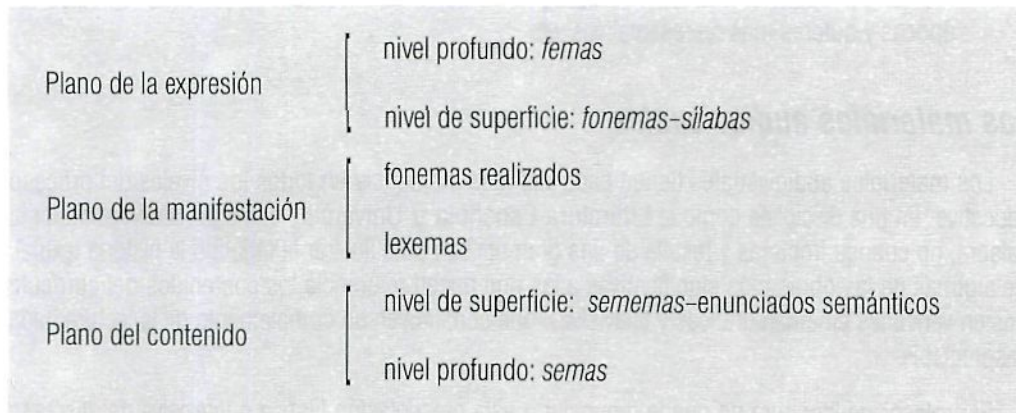 Plano de la expresión
nivel profundo: femas
nivel de superficie: fonemas–sílabas
Plano de la manifestación
fonemas realizados
lexemas
Plano del contenido
nivel de superficie: sememas–enunciados semánticos
nivel profundo: semas